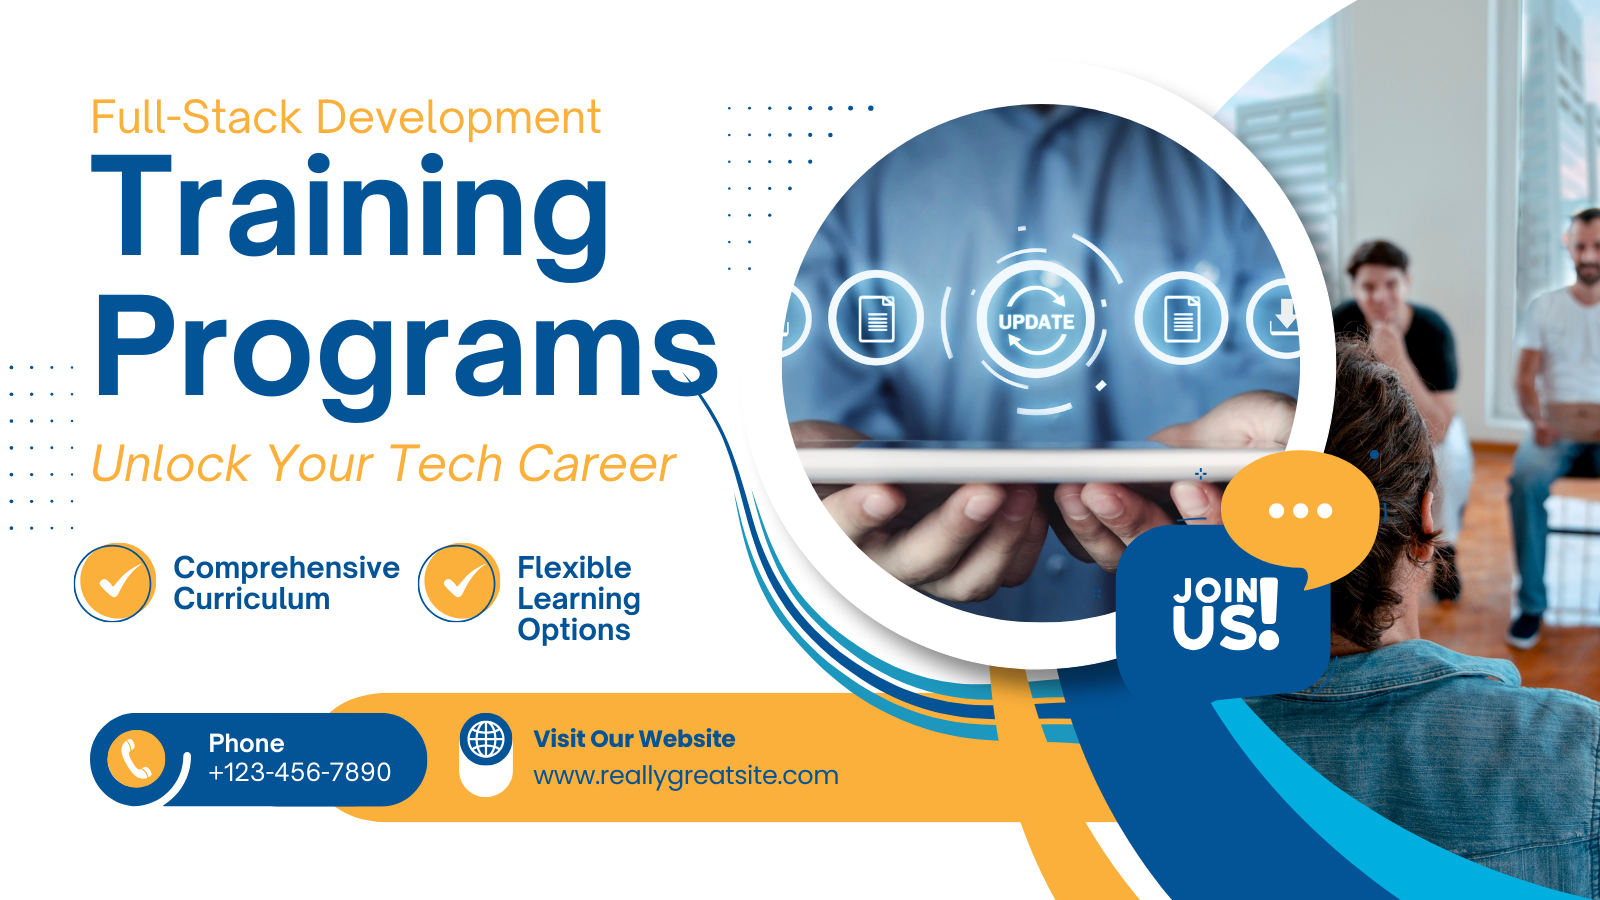 Full-Stack Development
Training
Programs
Unlock Your Tech Career
Comprehensive
Curriculum
Flexible
Learning
Options
UPDATE
JOIN
US!
Phone
+123-456-7890
Visit Our Website
www.reallygreatsite.com